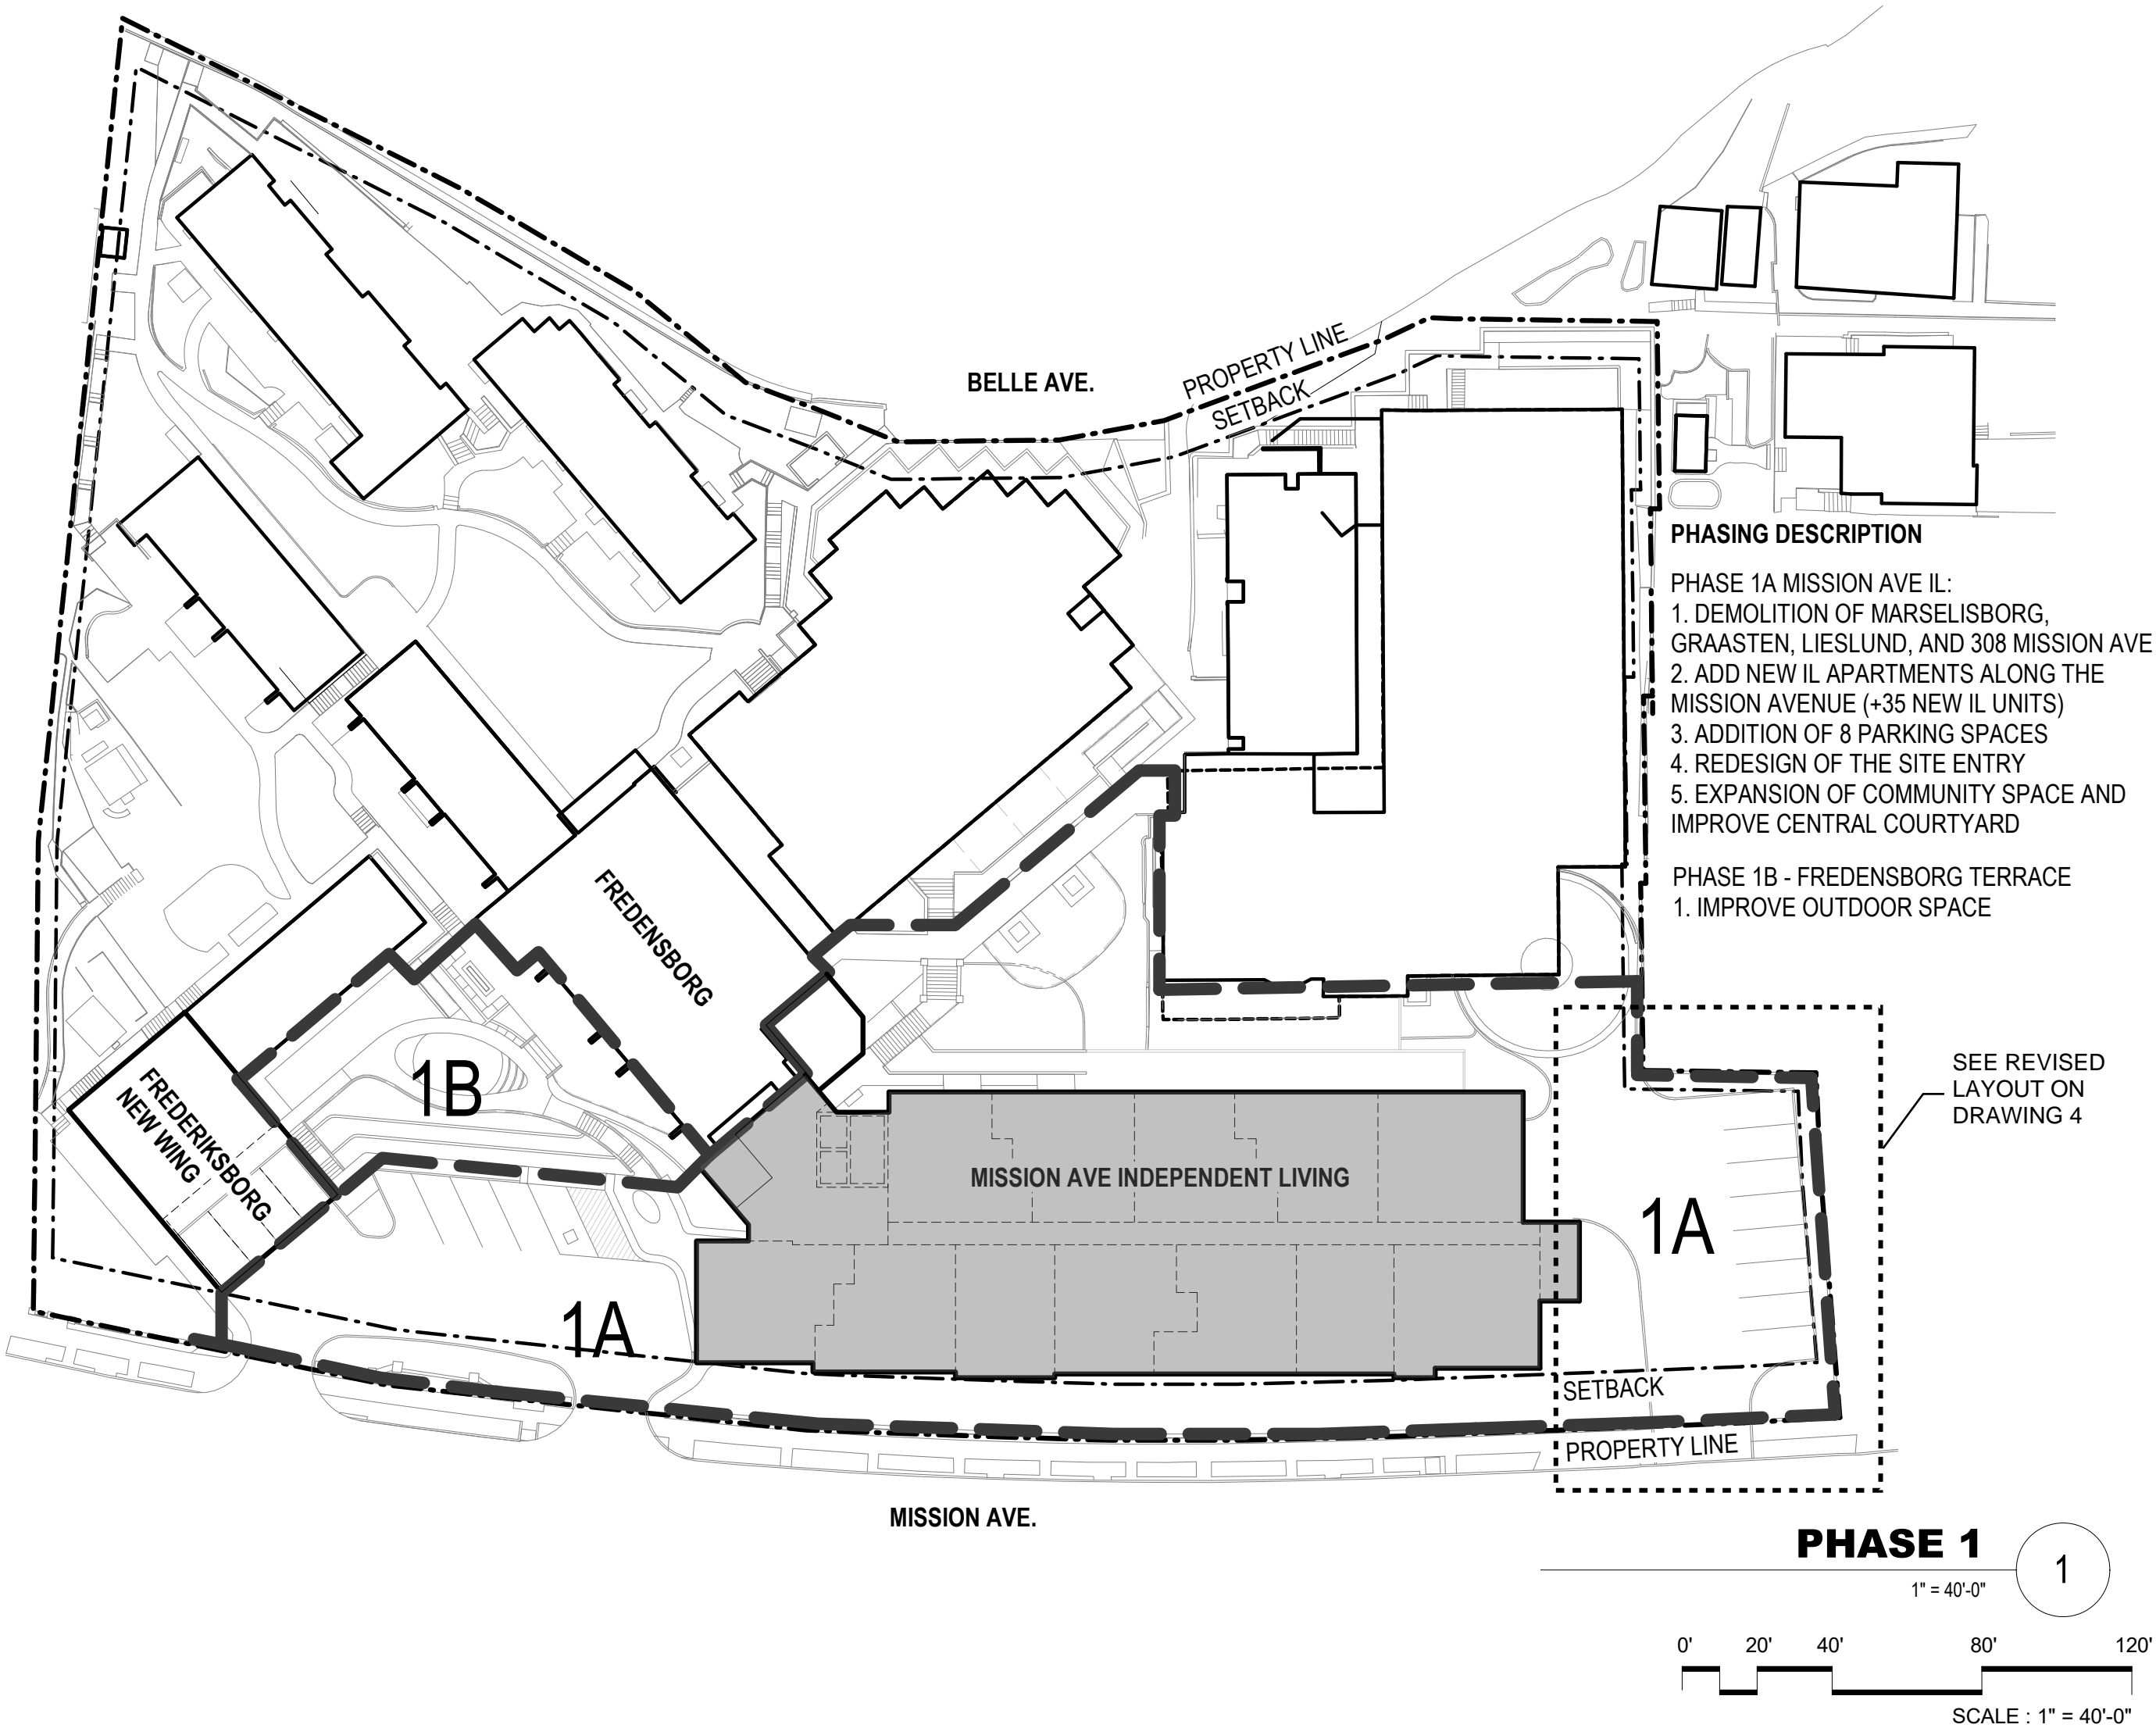 BELLE AVE.
PROPERTY LINE
SETBACK
PHASING DESCRIPTION
PHASE 1A MISSION AVE IL:
1. DEMOLITION OF MARSELISBORG,
GRAASTEN, LIESLUND, AND 308 MISSION AVE
2. ADD NEW IL APARTMENTS ALONG THE
MISSION AVENUE (+35 NEW IL UNITS)
3. ADDITION OF 8 PARKING SPACES
4. REDESIGN OF THE SITE ENTRY
5. EXPANSION OF COMMUNITY SPACE AND
IMPROVE CENTRAL COURTYARD
PHASE 1B - FREDENSBORG TERRACE
1. IMPROVE OUTDOOR SPACE
FREDENSBORG
FREDERIKSBORG
NEW WING
1B
SEE REVISED
LAYOUT ON
DRAWING 4
MISSION AVE INDEPENDENT LIVING
1A
1A
SETBACK
PROPERTY LINE
MISSION AVE.
PHASE 1
1
1" = 40'-0"
0' 20' 40' 80' 120'
SCALE : 1" = 40'-0"